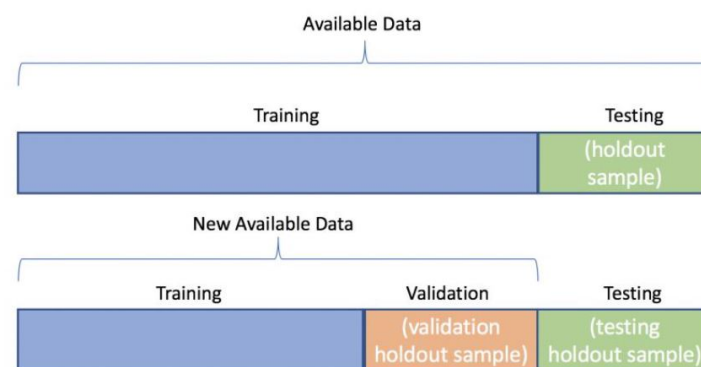 Available Data
Training Testing
(holdout
sample)
New Available Data
Training Validation Testing
(validation (testing
holdout sample) holdout sample)